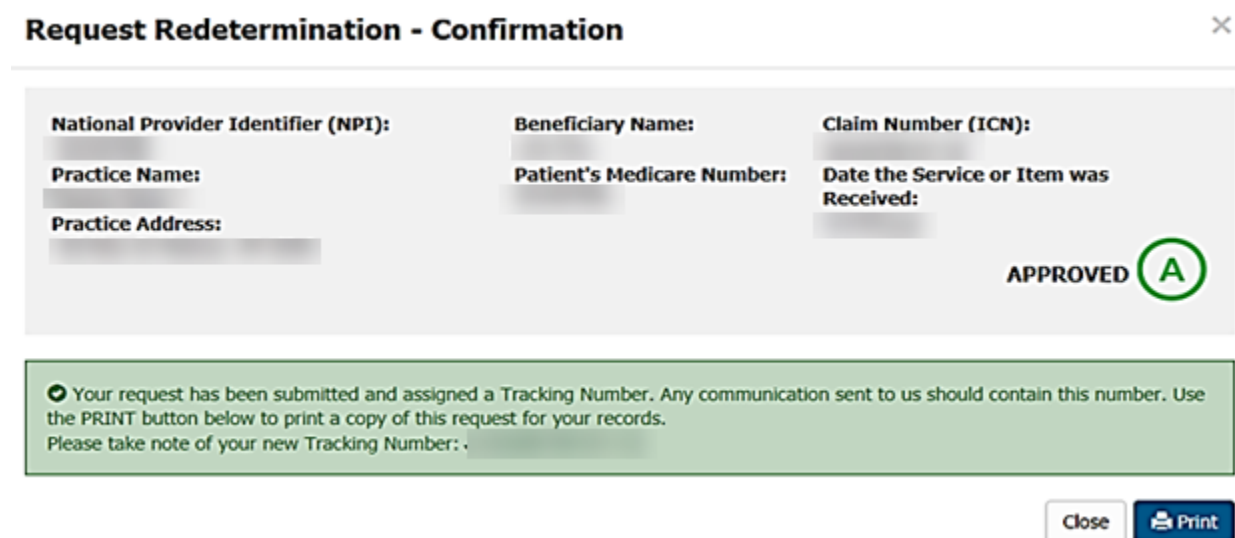 Request Redetermination - Confirmation
×
National Provider Identifier (NPI):
Practice Name:
Practice Address:
Beneficiary Name:
Patient's Medicare Number:
Claim Number (ICN):
Date the Service or Item was
Received:
APPROVED A
Your request has been submitted and assigned a Tracking Number. Any communication sent to us should contain this number. Use
the PRINT button below to print a copy of this request for your records.
Please take note of your new Tracking Number:
Close
Print